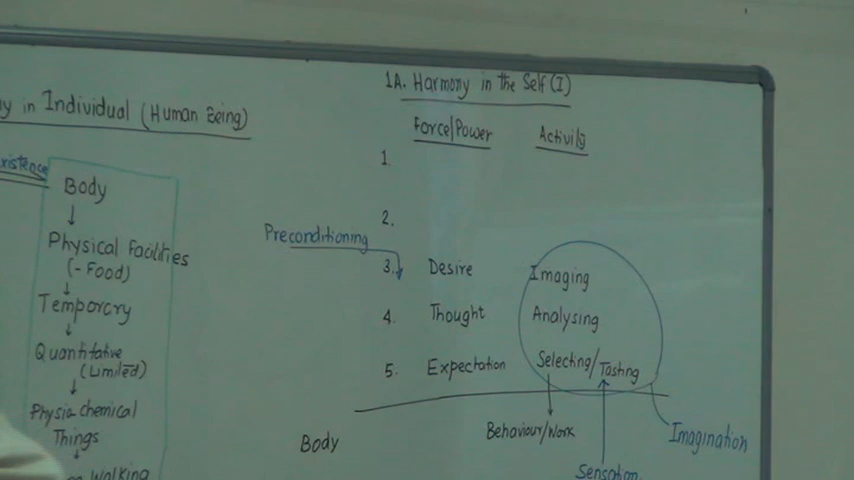 1A. Harmony in the Self (I)
y in Individual (Human Being)
Force/Power Activity
1.
2.
Preconditioning
3. Desire Imaging
4. Thought Analysing
5. Expectation Selecting/Tasting
Behaviour/Work
Imagination
Body
Sensation
xistence
Body
Physical Facilities
(- Food)
Temporary
Quantitative
(Limited)
Physio chemical
Things
Walking